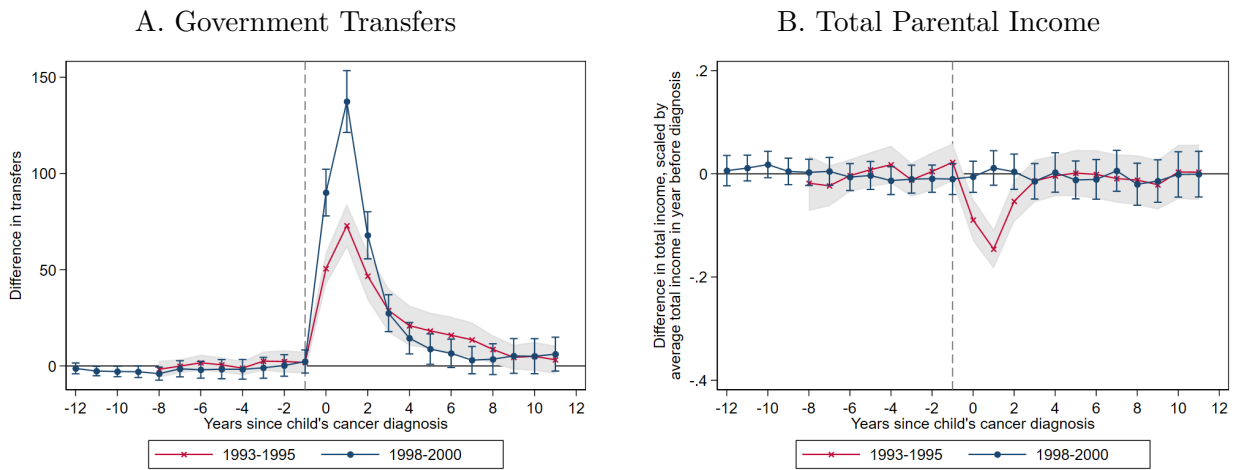 A. Government Transfers
Difference in transfers
150
100
50
0
-12 -10 -8 -6 -4 -2 0 2 4 6 8 10 12
Years since child's cancer diagnosis
1993-1995 1998-2000
B. Total Parental Income
Difference in total income, scaled by
average total income in year before diagnosis
.2
0
-.2
-.4
-12 -10 -8 -6 -4 -2 0 2 4 6 8 10 12
Years since child's cancer diagnosis
1993-1995 1998-2000